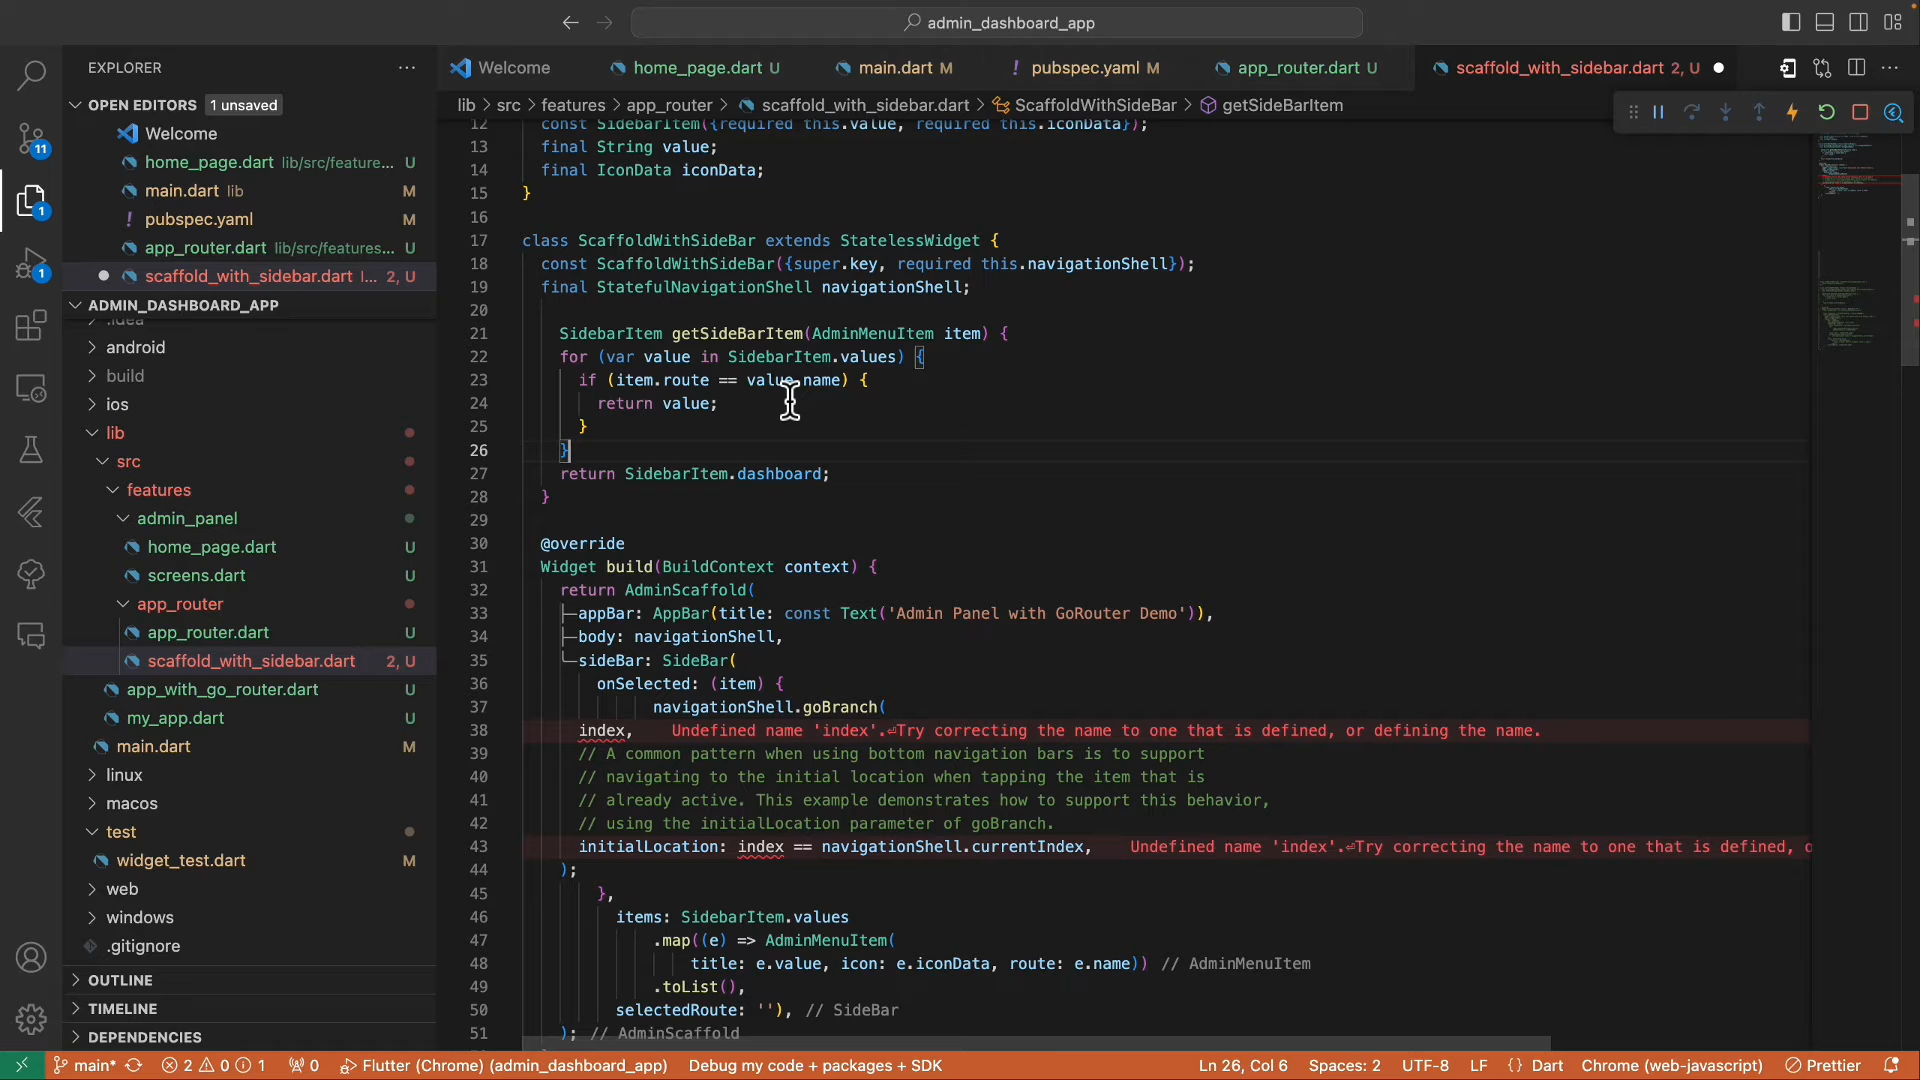 admin_dashboard_app
EXPLORER
Welcome
home_page.dart U
main.dart M
! pubspec.yaml M
app_router.dart U
scaffold_with_sidebar.dart 2, U
OPEN EDITORS 1 unsaved
Welcome
home_page.dart lib/src/feature... U
main.dart lib M
! pubspec.yaml M
app_router.dart lib/src/features... U
scaffold_with_sidebar.dart l... 2, U
ADMIN_DASHBOARD_APP
.idea
android
build
ios
lib
src
features
admin_panel
home_page.dart U
screens.dart U
app_router
app_router.dart U
scaffold_with_sidebar.dart 2, U
app_with_go_router.dart U
my_app.dart U
main.dart M
linux
macos
test
widget_test.dart M
web
windows
.gitignore
OUTLINE
TIMELINE
DEPENDENCIES
11
1
1
lib > src > features > app_router > scaffold_with_sidebar.dart > ScaffoldWithSideBar > getSideBarItem
12 const SidebarItem({required this.value, required this.iconData});
13 final String value;
14 final IconData iconData;
15 }
16
17 class ScaffoldWithSideBar extends StatelessWidget {
18 const ScaffoldWithSideBar({super.key, required this.navigationShell});
19 final StatefulNavigationShell navigationShell;
20
21 SidebarItem getSideBarItem(AdminMenuItem item) {
22 for (var value in SidebarItem.values) {
23 if (item.route == value.name) {
24 return value;
25 }
26 }
27 return SidebarItem.dashboard;
28 }
29
30 @override
31 Widget build(BuildContext context) {
32 return AdminScaffold(
33 appBar: AppBar(title: const Text('Admin Panel with GoRouter Demo')),
34 body: navigationShell,
35 sideBar: SideBar(
36 onSelected: (item) {
37 navigationShell.goBranch(
38 index, Undefined name 'index'.⏎Try correcting the name to one that is defined, or defining the name.
39 // A common pattern when using bottom navigation bars is to support
40 // navigating to the initial location when tapping the item that is
41 // already active. This example demonstrates how to support this behavior,
42 // using the initialLocation parameter of goBranch.
43 initialLocation: index == navigationShell.currentIndex, Undefined name 'index'.⏎Try correcting the name to one that is defined, o
44 );
45 },
46 items: SidebarItem.values
47 .map((e) => AdminMenuItem(
48 title: e.value, icon: e.iconData, route: e.name)) // AdminMenuItem
49 .toList(),
50 selectedRoute: ''), // SideBar
51 ); // AdminScaffold
main* 2 0 1 0 Flutter (Chrome) (admin_dashboard_app) Debug my code + packages + SDK Ln 26, Col 6 Spaces: 2 UTF-8 LF {} Dart Chrome (web-javascript) Prettier